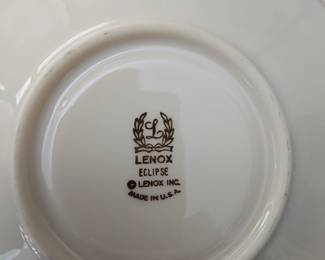 L
LENOX
ECLIPSE
© LENOX INC.
MADE IN U.S.A.